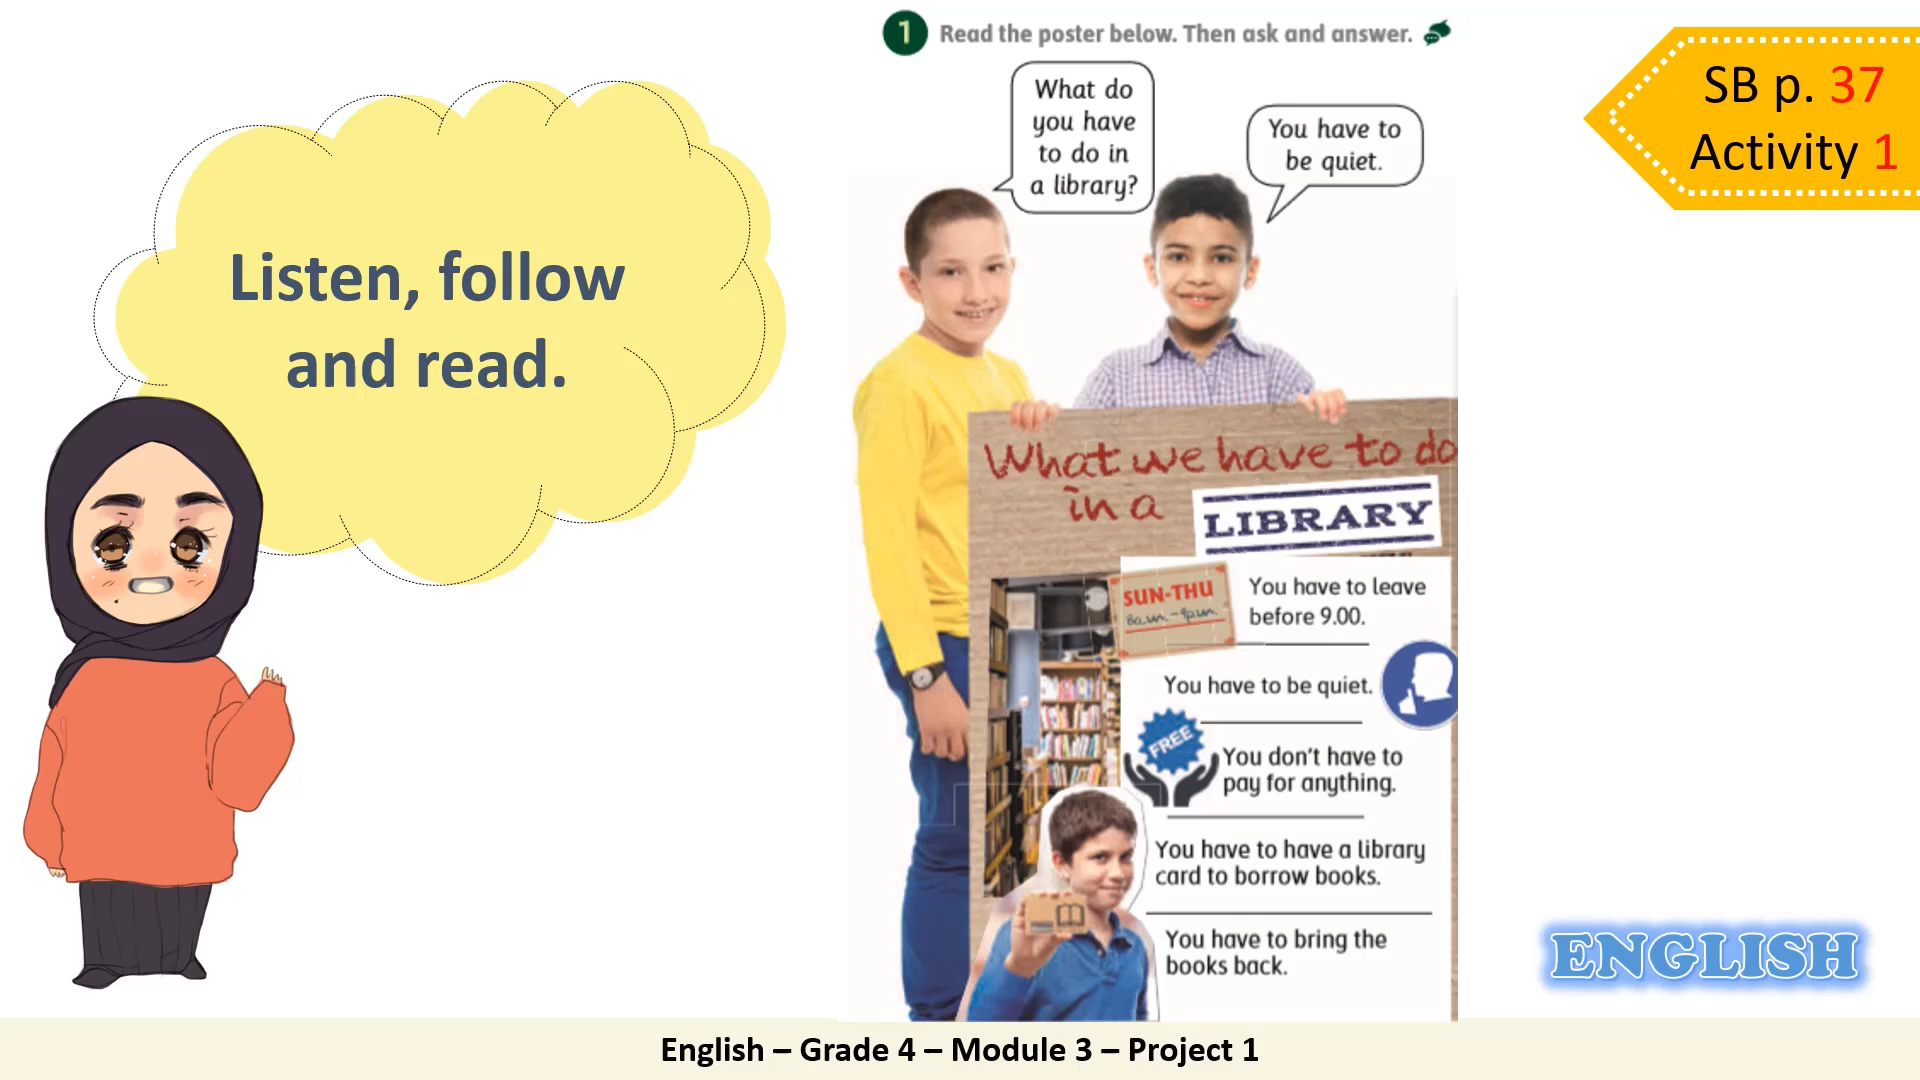 1 Read the poster below. Then ask and answer.
What do
you have
to do in
a library?
You have to
be quiet.
SB p. 37
Activity 1
Listen, follow
and read.
What we have to do
in a
LIBRARY
SUN-THU
8a.m.-9p.m.
You have to leave
before 9.00.
You have to be quiet.
FREE
You don't have to
pay for anything.
You have to have a library
card to borrow books.
You have to bring the
books back.
ENGLISH
English – Grade 4 – Module 3 – Project 1